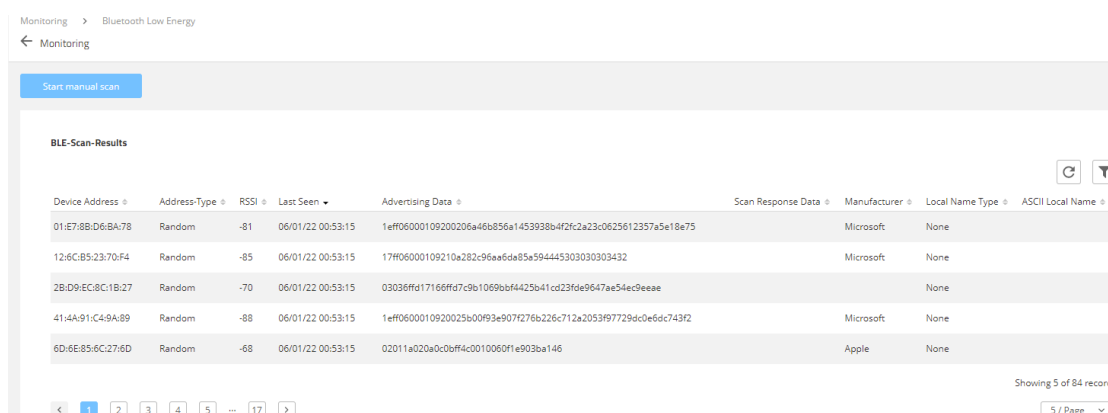 Monitoring > Bluetooth Low Energy
← Monitoring
Start manual scan
BLE-Scan-Results
Device Address Address-Type RSSI Last Seen Advertising Data Scan Response Data Manufacturer Local Name Type ASCII Local Name
01:E7:8B:D6:BA:78 Random -81 06/01/22 00:53:15 1eff06000109200206a46b856a1453938b4f2fc2a23c0625612357a5e18e75 Microsoft None
12:6C:B5:23:70:F4 Random -85 06/01/22 00:53:15 17ff06000109210a282c96aa6da85a594445303030303432 Microsoft None
2B:D9:EC:8C:1B:27 Random -70 06/01/22 00:53:15 03036ffd17166ffd7c9b1069bbf4425b41cd23fde9647ae54ec9eeae None
41:4A:91:C4:9A:89 Random -88 06/01/22 00:53:15 1eff0600010920025b00f93e907f276b226c712a2053f97729dc0e6dc743f2 Microsoft None
6D:6E:85:6C:27:6D Random -68 06/01/22 00:53:15 02011a020a0c0bff4c0010060f1e903ba146 Apple None
Showing 5 of 84 recor
< 1 2 3 4 5 ... 17 > 5 / Page